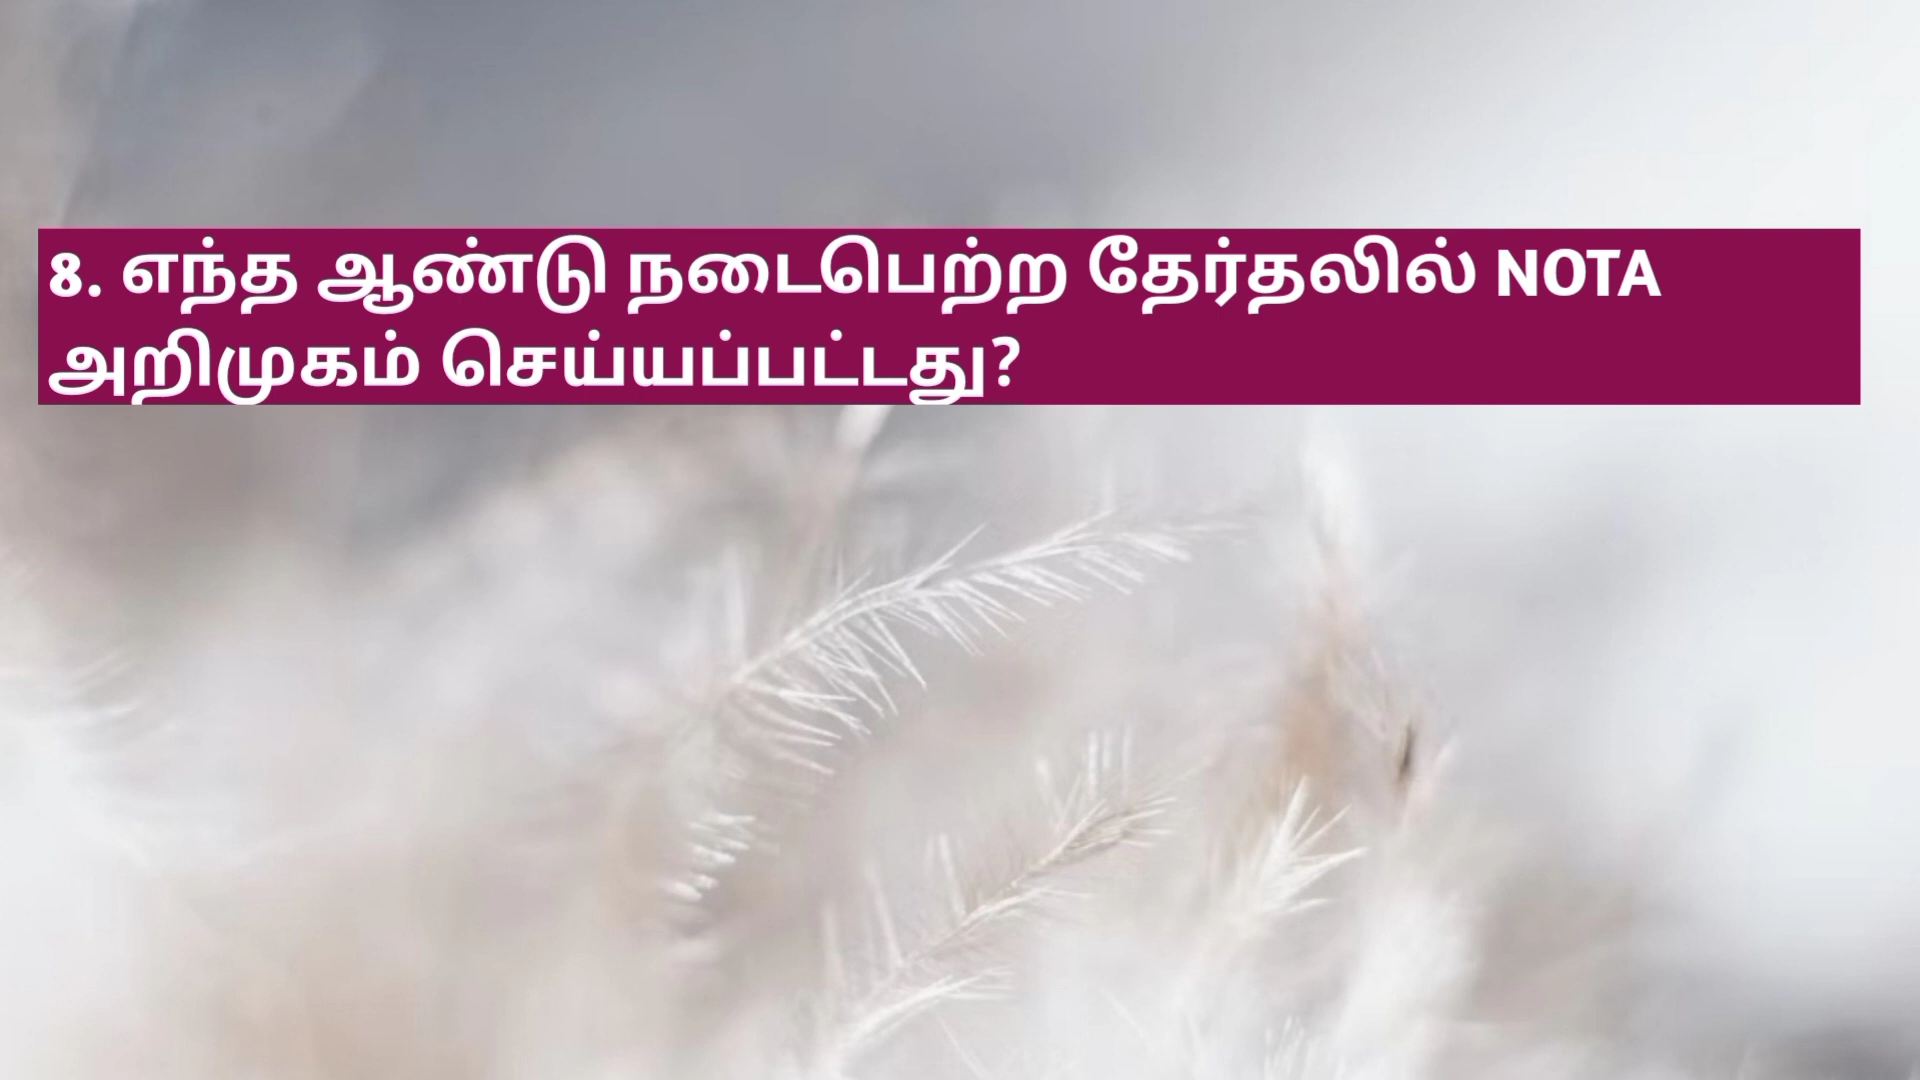 8. எந்த ஆண்டு நடைபெற்ற தேர்தலில் NOTA
அறிமுகம் செய்யப்பட்டது?